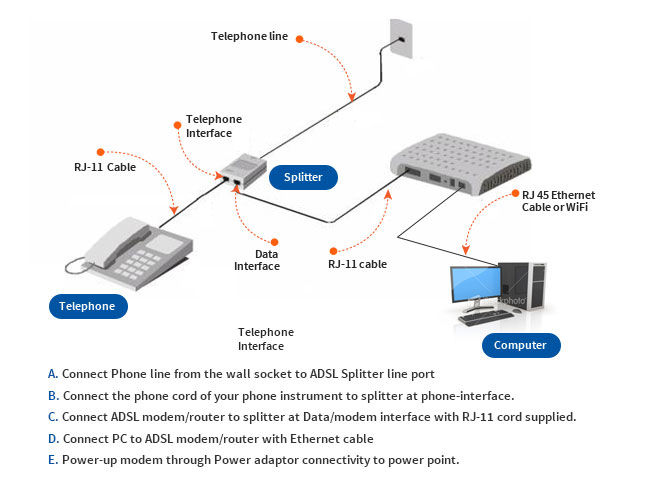 Telephone line
Telephone
Interface
RJ-11 Cable
Splitter
RJ 45 Ethernet
Cable or WiFi
Data
Interface
RJ-11 cable
Telephone
Telephone
Interface
Computer
A. Connect Phone line from the wall socket to ADSL Splitter line port
B. Connect the phone cord of your phone instrument to splitter at phone-interface.
C. Connect ADSL modem/router to splitter at Data/modem interface with RJ-11 cord supplied.
D. Connect PC to ADSL modem/router with Ethernet cable
E. Power-up modem through Power adaptor connectivity to power point.